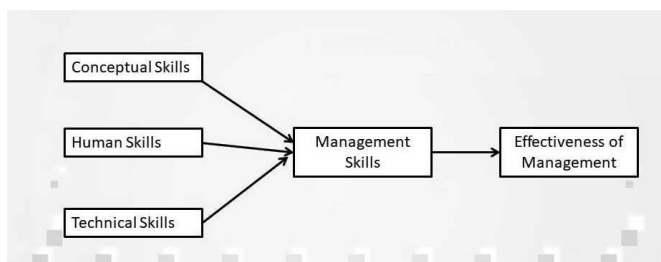 Conceptual Skills
Human Skills
Technical Skills
Management
Skills
Effectiveness of
Management